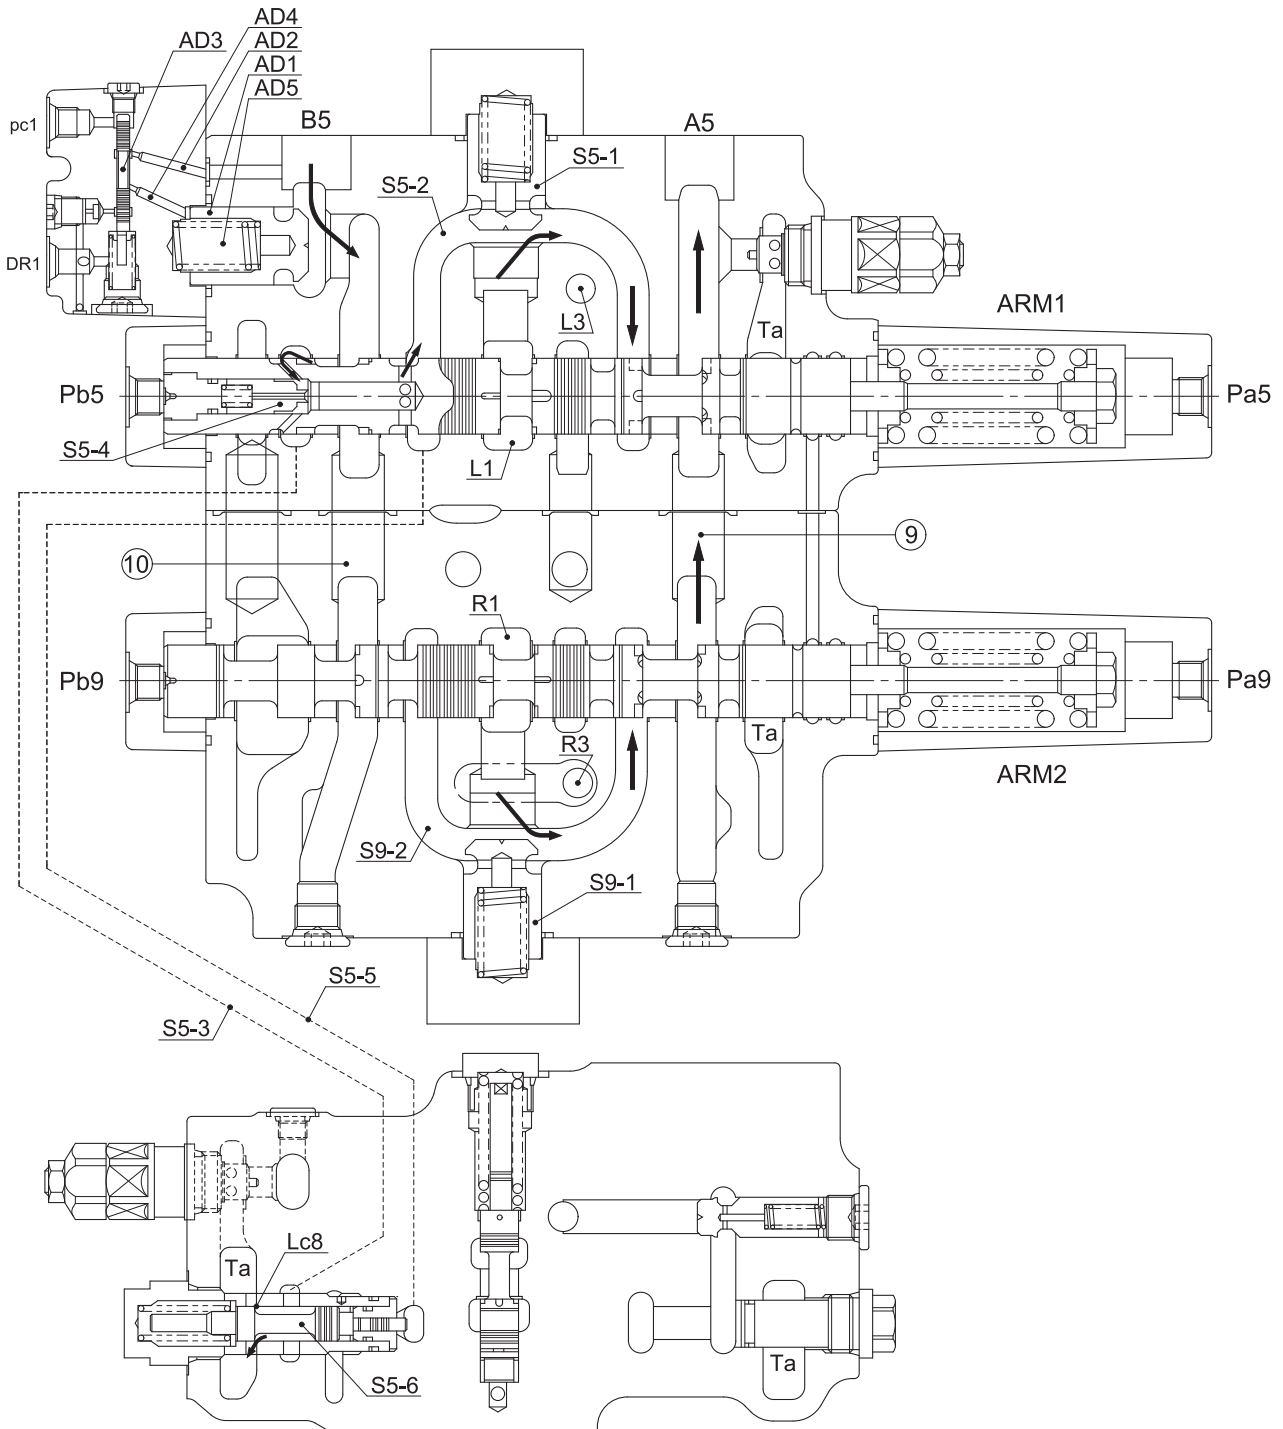 AD4
AD3
AD2
AD1
AD5
B5
A5
pc1
S5-1
S5-2
DR1
L3
Ta
ARM1
Pb5
Pa5
S5-4
L1
10
9
R1
Pb9
Pa9
R3
Ta
ARM2
S9-2
S9-1
S5-5
S5-3
Lc8
Ta
S5-6
Ta